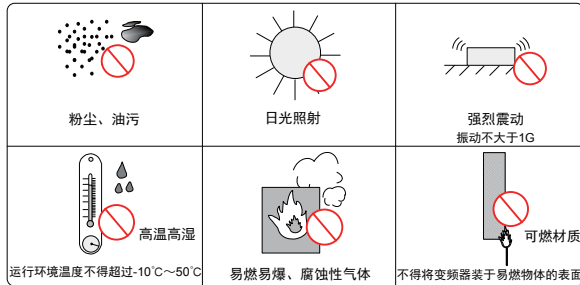 粉尘、油污
日光照射
强烈震动
振动不大于1G
高温高湿
运行环境温度不得超过-10℃～50℃
易燃易爆、腐蚀性气体
可燃材质
不得将变频器装于易燃物体的表面